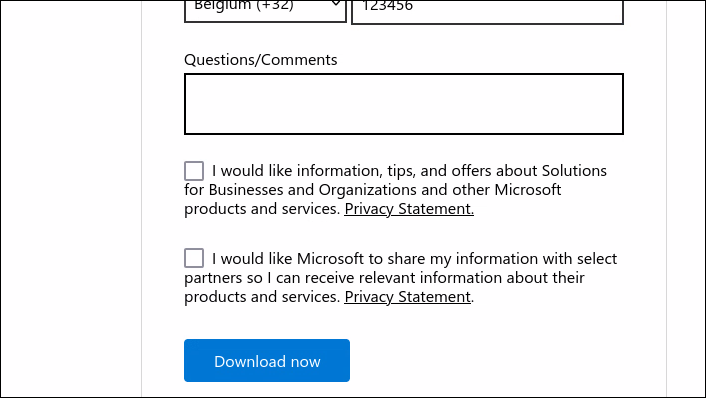 Belgium (+32)
123456
Questions/Comments
I would like information, tips, and offers about Solutions
for Businesses and Organizations and other Microsoft
products and services. Privacy Statement.
I would like Microsoft to share my information with select
partners so I can receive relevant information about their
products and services. Privacy Statement.
Download now